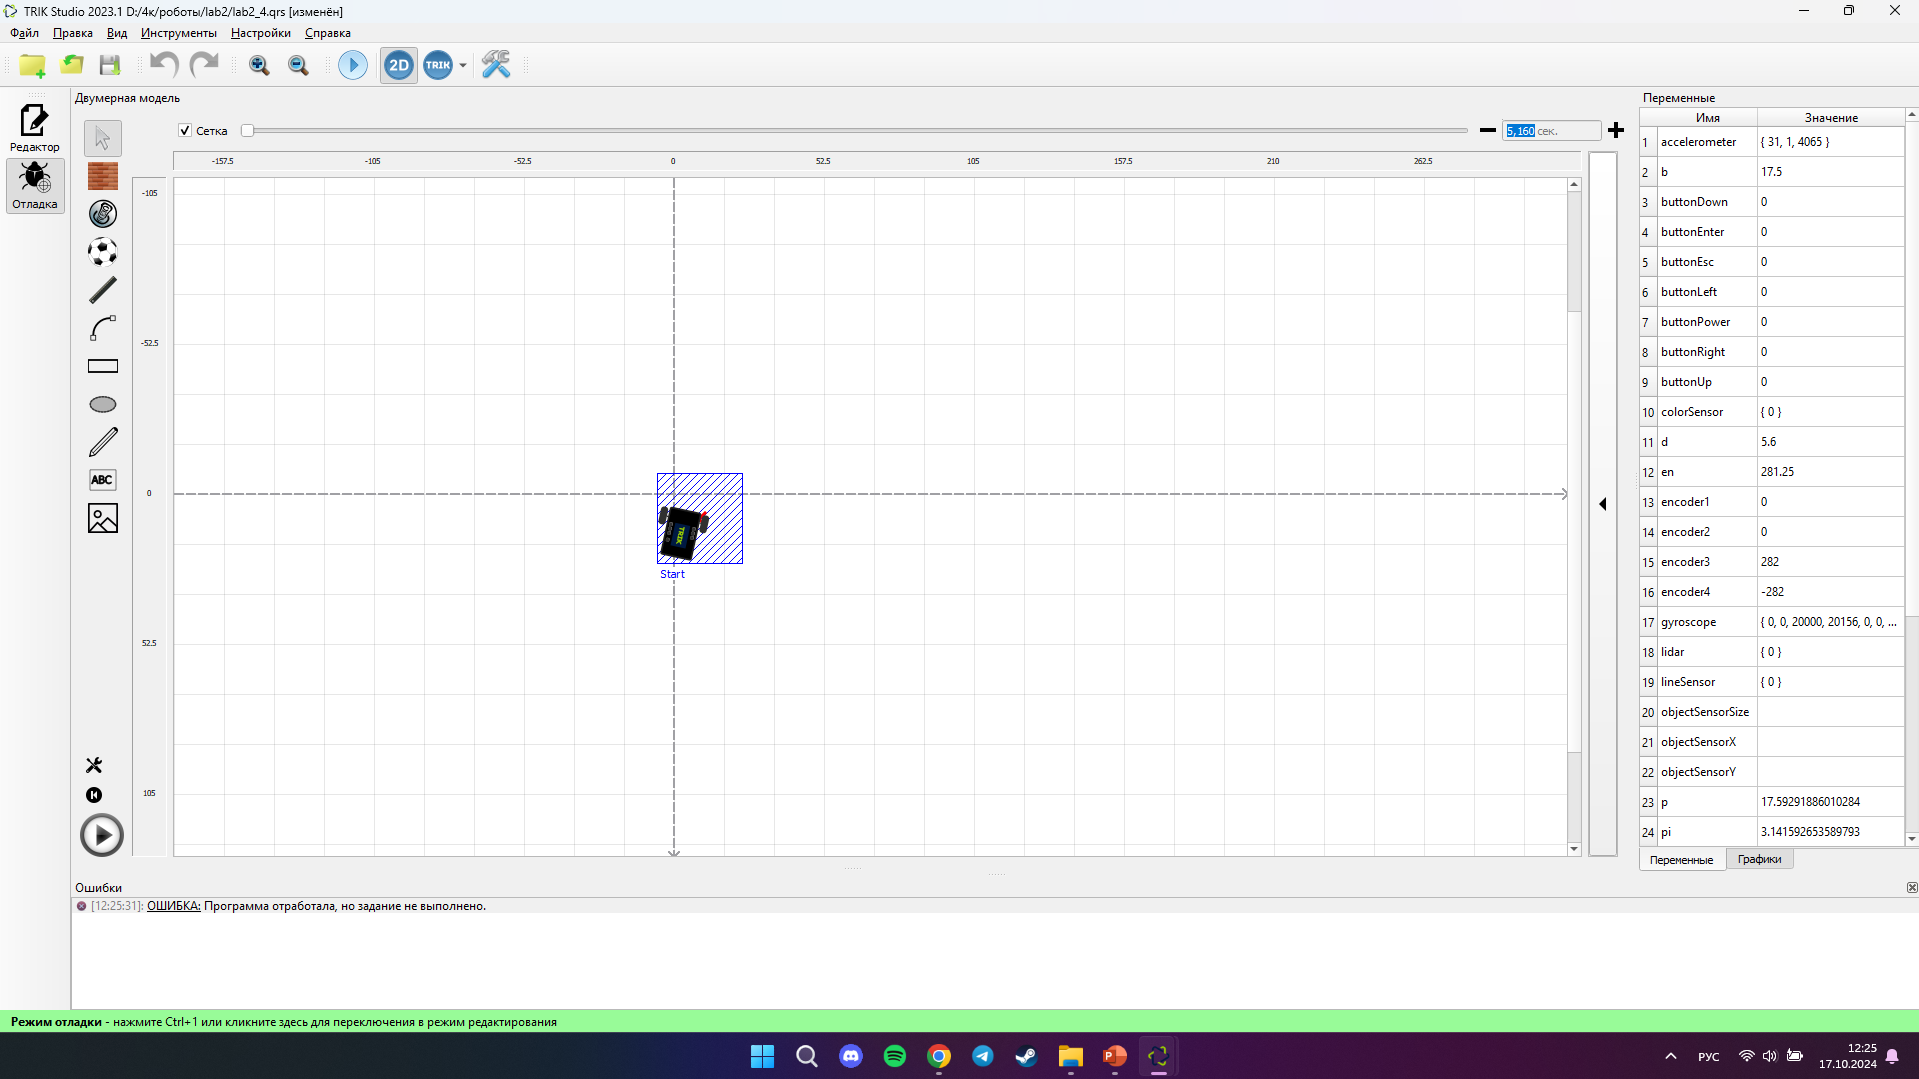 TRIK Studio 2023.1 D:/4к/роботы/lab2/lab2_4.qrs [изменён]
Файл Правка Вид Инструменты Настройки Справка
2D TRIK
Редактор
Отладка
Двумерная модель
Сетка
5,160 сек.
-157.5 -105 -52.5 0 52.5 105 157.5 210 262.5
-105
-52.5
0
52.5
105
ABC
TRIK
Start
Переменные
Имя Значение
1 accelerometer { 31, 1, 4065 }
2 b 17.5
3 buttonDown 0
4 buttonEnter 0
5 buttonEsc 0
6 buttonLeft 0
7 buttonPower 0
8 buttonRight 0
9 buttonUp 0
10 colorSensor { 0 }
11 d 5.6
12 en 281.25
13 encoder1 0
14 encoder2 0
15 encoder3 282
16 encoder4 -282
17 gyroscope { 0, 0, 20000, 20156, 0, 0, ...
18 lidar { 0 }
19 lineSensor { 0 }
20 objectSensorSize
21 objectSensorX
22 objectSensorY
23 p 17.59291886010284
24 pi 3.141592653589793
Переменные Графики
Ошибки
[12:25:31]: ОШИБКА: Программа отработала, но задание не выполнено.
Режим отладки - нажмите Ctrl+1 или кликните здесь для переключения в режим редактирования
РУС
12:25
17.10.2024